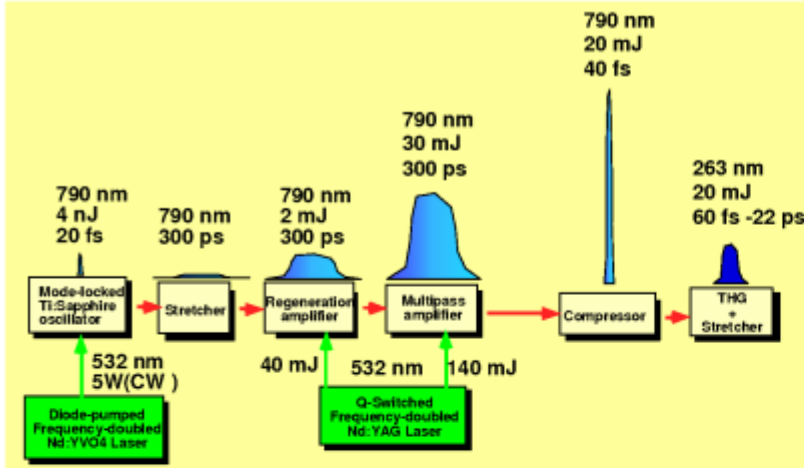 790 nm
20 mJ
40 fs
790 nm
30 mJ
300 ps
263 nm
20 mJ
60 fs -22 ps
790 nm
4 nJ
20 fs
790 nm
300 ps
790 nm
2 mJ
300 ps
Mode-locked
Ti:Sapphire
oscillator
Stretcher
Regeneration
amplifier
Multipass
amplifier
Compressor
THG
+
Stretcher
532 nm
5W(CW )
40 mJ
532 nm
140 mJ
Diode-pumped
Frequency-doubled
Nd:YVO4 Laser
Q-Switched
Frequency-doubled
Nd:YAG Laser